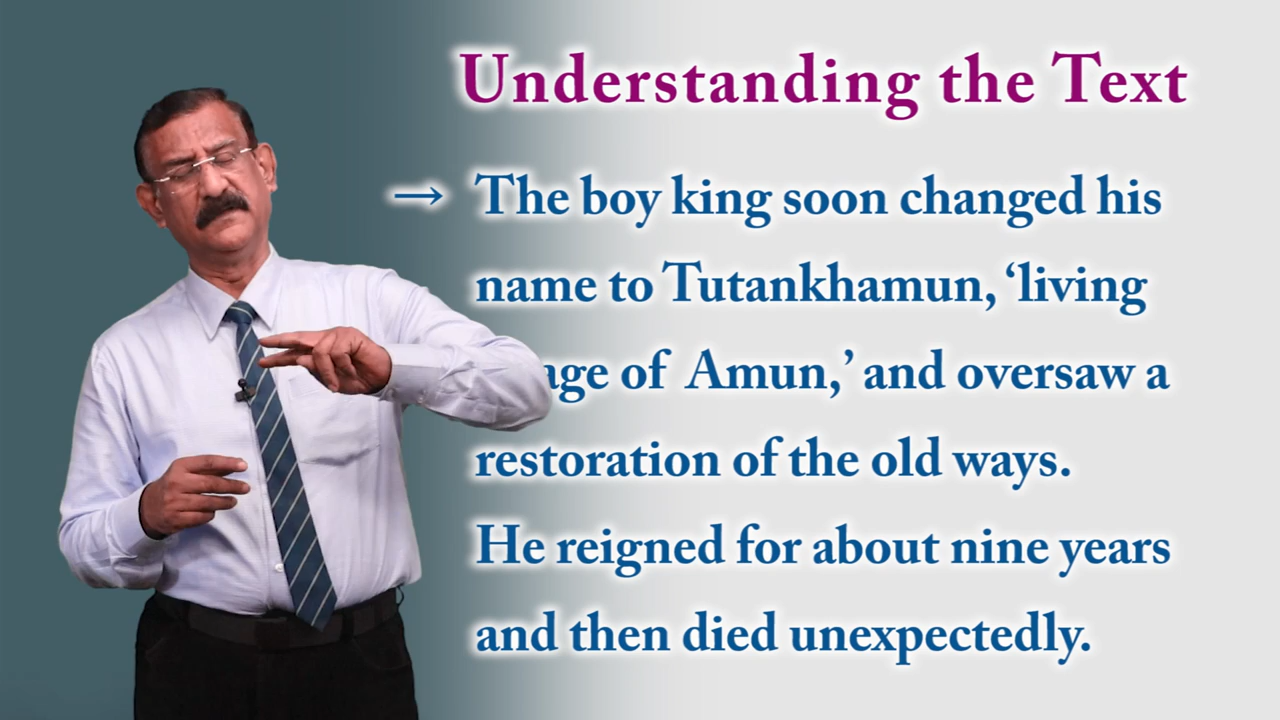 Understanding the Text
→ The boy king soon changed his
name to Tutankhamun, ‘living
of Amun,’ and oversaw a
restoration of the old ways.
He reigned for about nine years
and then died unexpectedly.